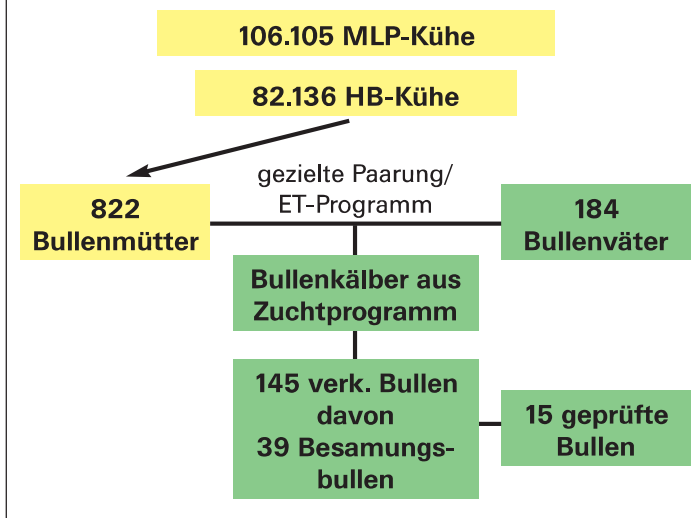 106.105 MLP-Kühe
82.136 HB-Kühe
gezielte Paarung/
ET-Programm
822
Bullenmütter
184
Bullenväter
Bullenkälber aus
Zuchtprogramm
145 verk. Bullen
davon
39 Besamungs-
bullen
15 geprüfte
Bullen